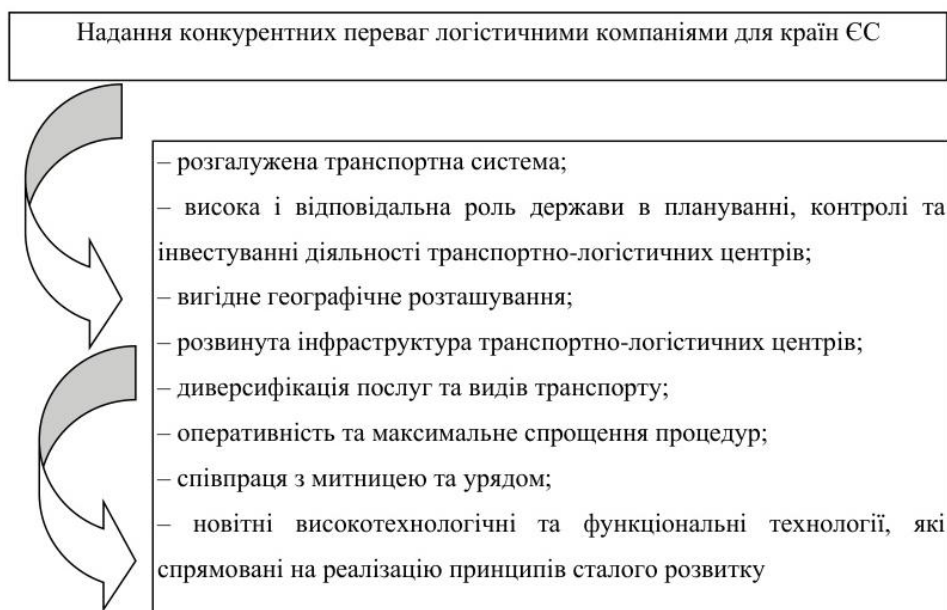 Надання конкурентних переваг логістичними компаніями для країн ЄС
– розгалужена транспортна система;
– висока і відповідальна роль держави в плануванні, контролі та
інвестуванні діяльності транспортно-логістичних центрів;
– вигідне географічне розташування;
– розвинута інфраструктура транспортно-логістичних центрів;
– диверсифікація послуг та видів транспорту;
– оперативність та максимальне спрощення процедур;
– співпраця з митницею та урядом;
– новітні високотехнологічні та функціональні технології, які
спрямовані на реалізацію принципів сталого розвитку